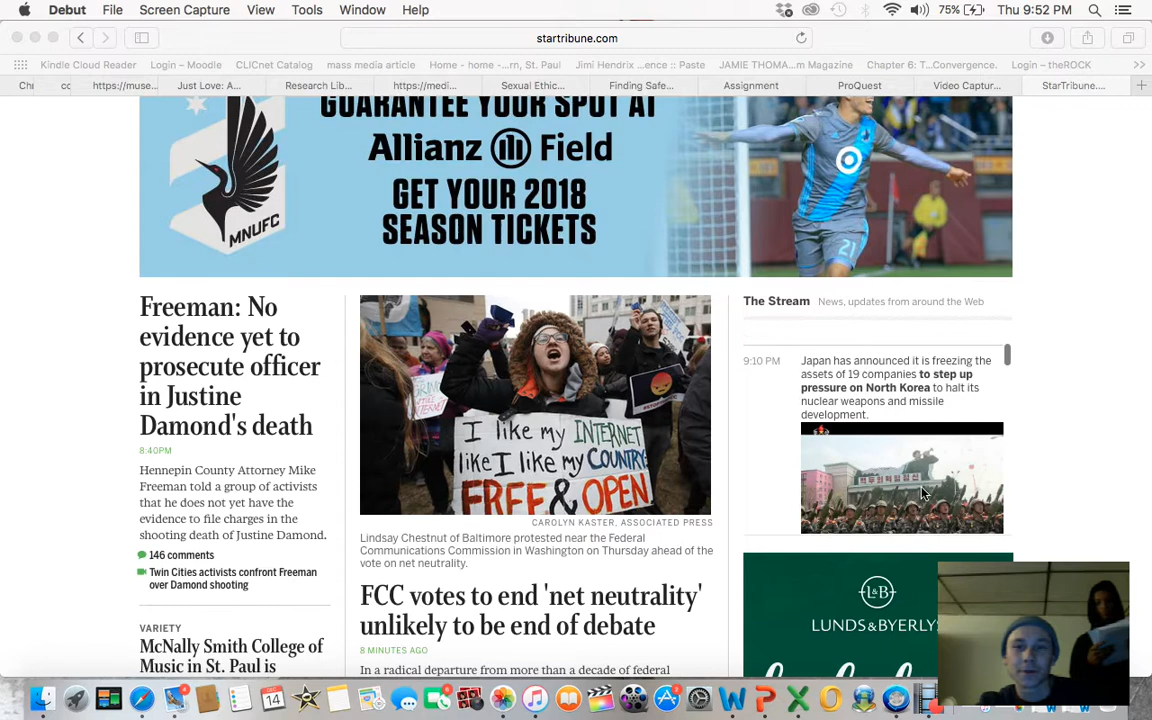 Debut File Screen Capture View Tools Window Help
75% Thu 9:52 PM
startribune.com
Kindle Cloud Reader Login – Moodle CLICnet Catalog mass media article Home - home -...rn, St. Paul Jimi Hendrix ...ence :: Paste JAMIE THOMA...m Magazine Chapter 6: T...Convergence. Login – theROCK >>
https://muse... Just Love: A... Research Lib... https://medi... Sexual Ethic... Finding Safe... Assignment ProQuest Video Captur... StarTribune....
GUARANTEE YOUR SPOT AT
Allianz Field
GET YOUR 2018
SEASON TICKETS
MNUFC
21
Freeman: No
evidence yet to
prosecute officer
in Justine
Damond's death
8:40PM
Hennepin County Attorney Mike
Freeman told a group of activists
that he does not yet have the
evidence to file charges in the
shooting death of Justine Damond.
146 comments
Twin Cities activists confront Freeman
over Damond shooting
VARIETY
McNally Smith College of
Music in St. Paul is
I like my INTERNET
like I like my COUNTRY
FREE & OPEN
CAROLYN KASTER, ASSOCIATED PRESS
Lindsay Chestnut of Baltimore protested near the Federal
Communications Commission in Washington on Thursday ahead of the
vote on net neutrality.
FCC votes to end 'net neutrality'
unlikely to be end of debate
8 MINUTES AGO
In a radical departure from more than a decade of federal
The Stream News, updates from around the Web
9:10 PM
Japan has announced it is freezing the
assets of 19 companies to step up
pressure on North Korea to halt its
nuclear weapons and missile
development.
L&B
LUNDS & BYERLYS
14